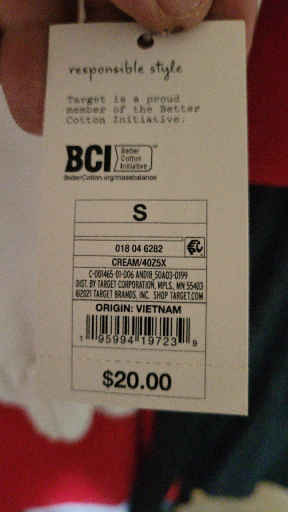 responsible style
Target is a proud
member of the Better
Cotton Initiative.
BCI Better
Cotton
Initiative™
BetterCotton.org/massbalance
S
018 04 6282
CREAM/40Z5X
C-001465-01-006 AND18_50A03-0199
DIST. BY TARGET CORPORATION, MPLS., MN 55403
©2021 TARGET BRANDS, INC. SHOP TARGET.COM
ORIGIN: VIETNAM
1 95994 19723 9
$20.00